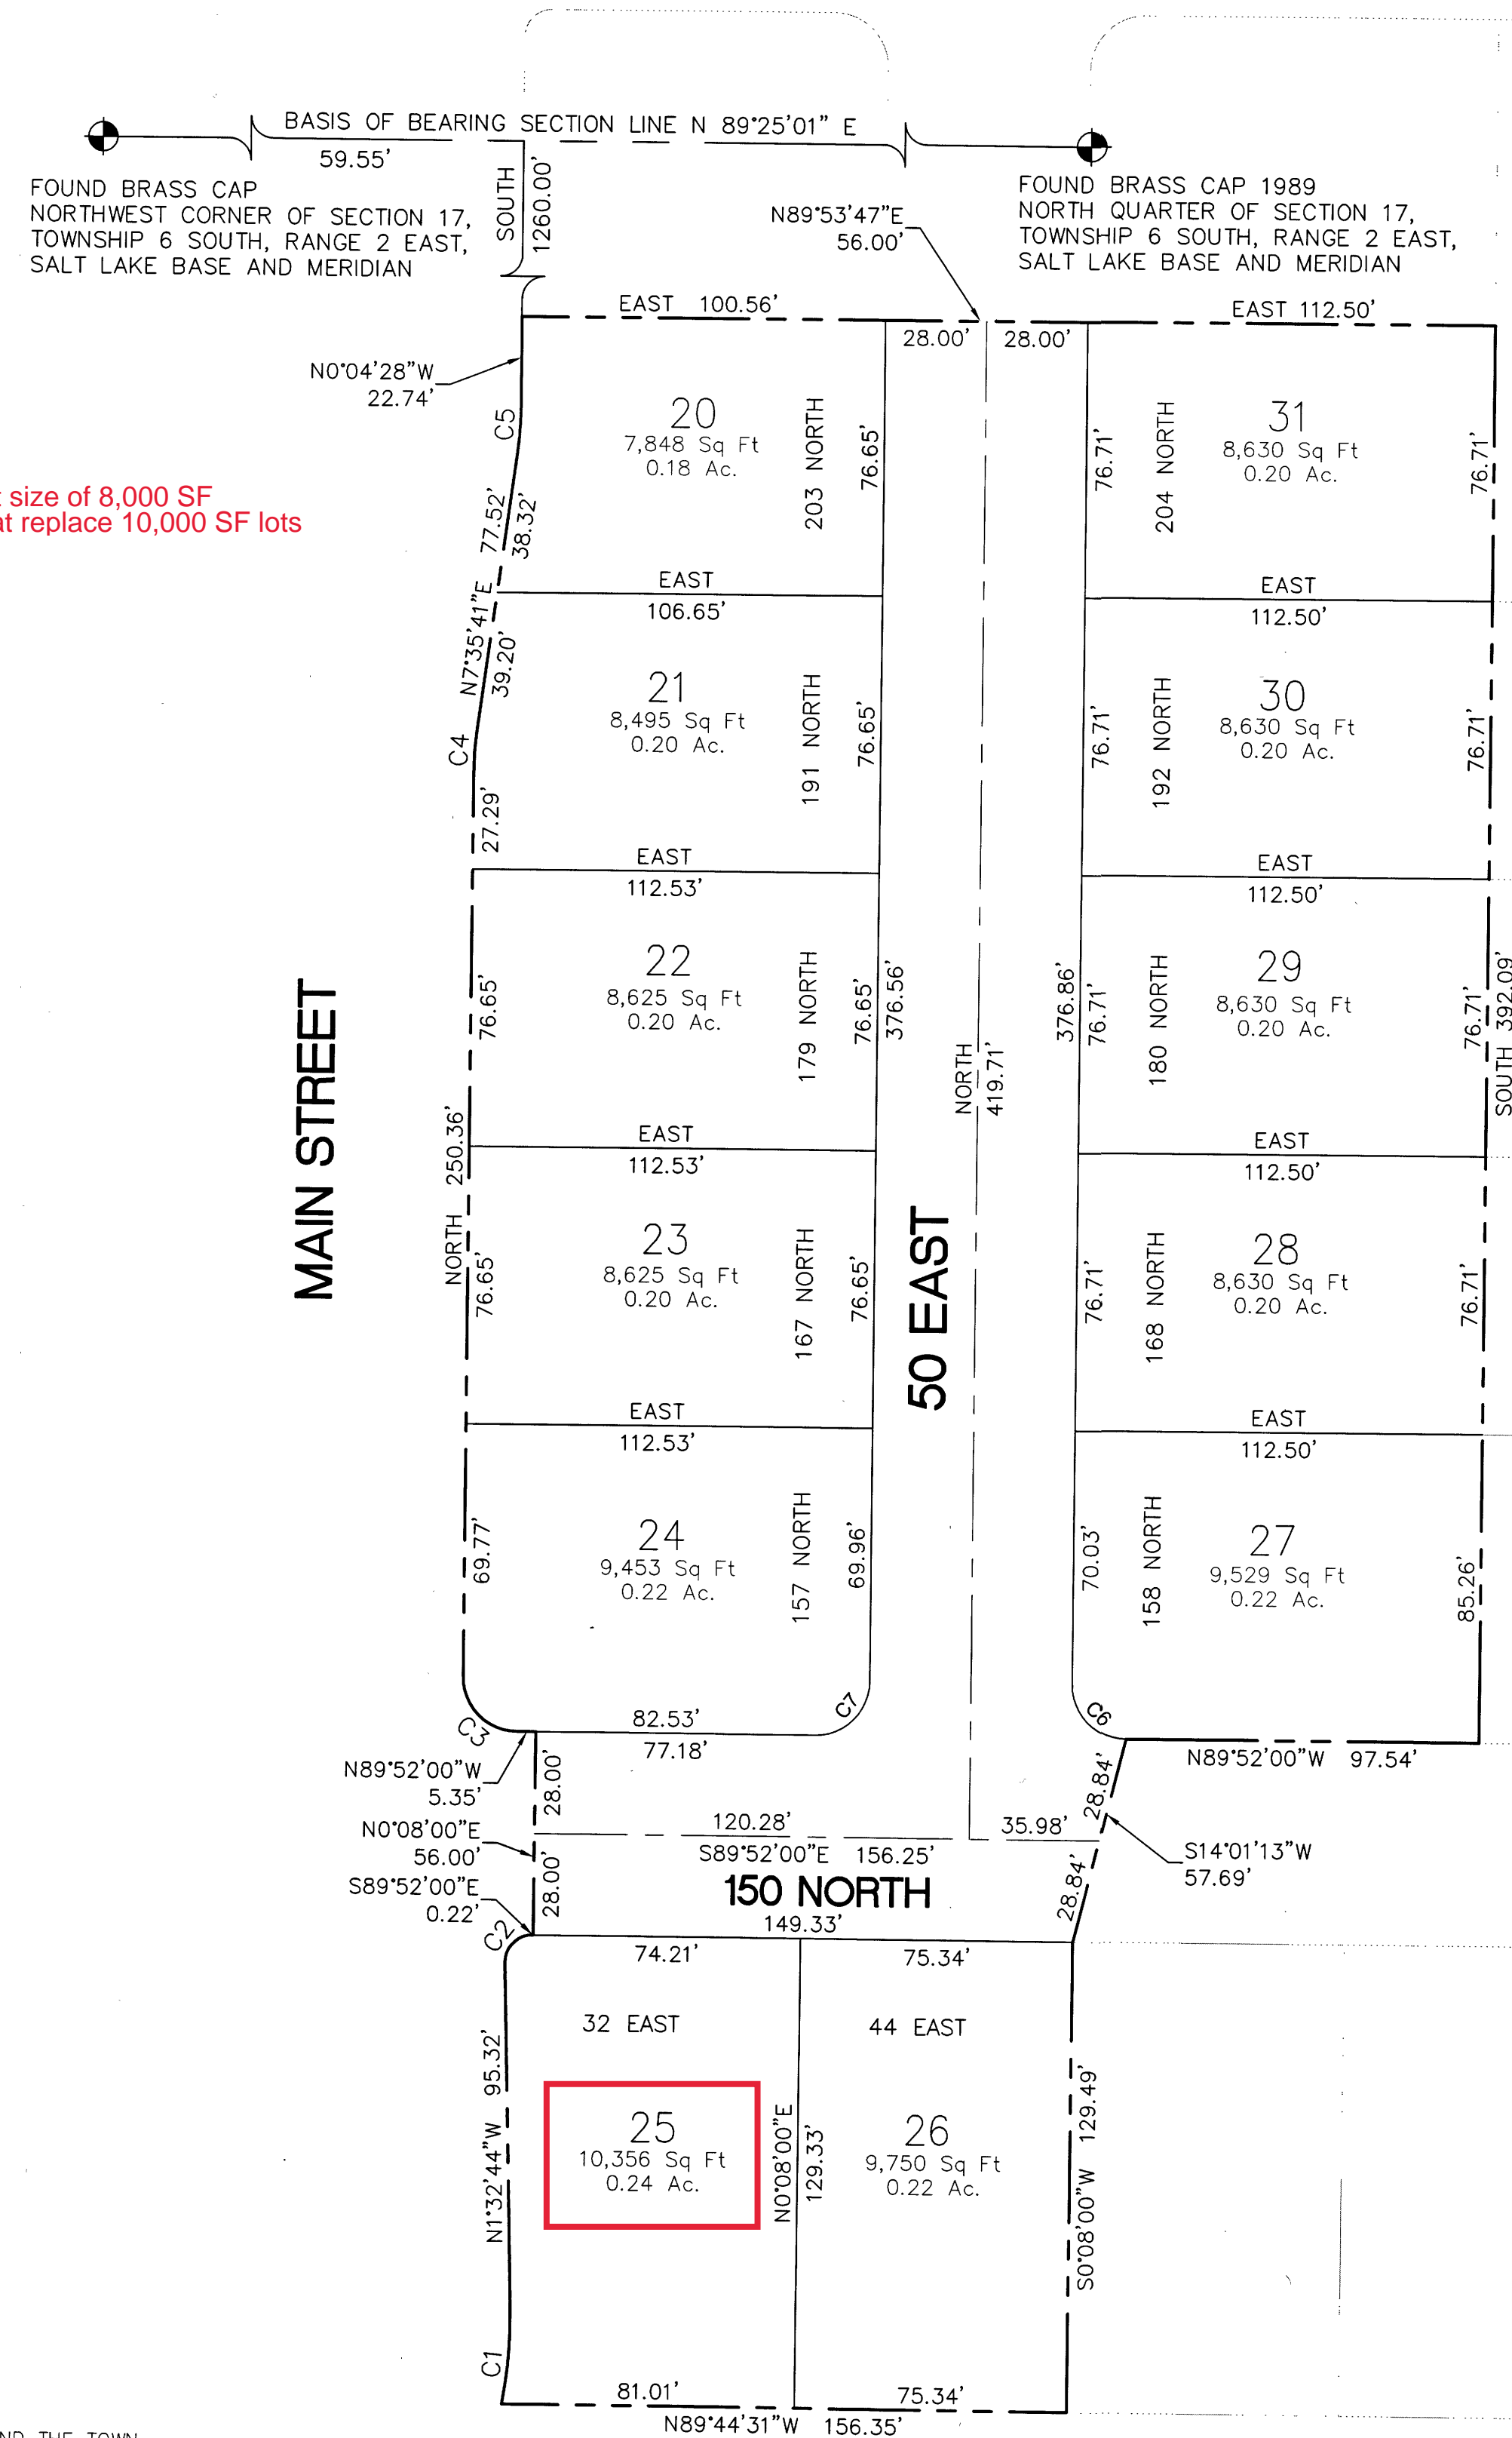 BASIS OF BEARING SECTION LINE N 89°25'01" E
59.55'
SOUTH
1260.00'
FOUND BRASS CAP
NORTHWEST CORNER OF SECTION 17,
TOWNSHIP 6 SOUTH, RANGE 2 EAST,
SALT LAKE BASE AND MERIDIAN
N89°53'47"E
56.00'
FOUND BRASS CAP 1989
NORTH QUARTER OF SECTION 17,
TOWNSHIP 6 SOUTH, RANGE 2 EAST,
SALT LAKE BASE AND MERIDIAN
EAST 100.56'
EAST 112.50'
28.00'
28.00'
N0°04'28"W
22.74'
C5
20
7,848 Sq Ft
0.18 Ac.
203 NORTH
76.65'
76.71'
204 NORTH
31
8,630 Sq Ft
0.20 Ac.
76.71'
size of 8,000 SF
at replace 10,000 SF lots
77.52'
38.32'
EAST
106.65'
EAST
112.50'
N7°35'41"E
39.20'
C4
27.29'
21
8,495 Sq Ft
0.20 Ac.
191 NORTH
76.65'
76.71'
192 NORTH
30
8,630 Sq Ft
0.20 Ac.
76.71'
EAST
112.53'
EAST
112.50'
MAIN STREET
76.65'
22
8,625 Sq Ft
0.20 Ac.
179 NORTH
76.65'
376.56'
NORTH
419.71'
376.86'
76.71'
180 NORTH
29
8,630 Sq Ft
0.20 Ac.
76.71'
SOUTH 392.09'
EAST
112.53'
EAST
112.50'
NORTH 250.36'
76.65'
23
8,625 Sq Ft
0.20 Ac.
167 NORTH
76.65'
50 EAST
76.71'
168 NORTH
28
8,630 Sq Ft
0.20 Ac.
76.71'
EAST
112.53'
EAST
112.50'
69.77'
24
9,453 Sq Ft
0.22 Ac.
157 NORTH
69.96'
70.03'
158 NORTH
27
9,529 Sq Ft
0.22 Ac.
85.26'
C3
82.53'
77.18'
C7
C6
N89°52'00"W 97.54'
N89°52'00"W
5.35'
28.00'
28.84'
N0°08'00"E
56.00'
120.28'
35.98'
S89°52'00"E 156.25'
S14°01'13"W
57.69'
S89°52'00"E
0.22'
28.00'
150 NORTH
28.84'
C2
149.33'
74.21'
75.34'
32 EAST
44 EAST
N1°32'44"W 95.32'
25
10,356 Sq Ft
0.24 Ac.
N0°08'00"E
129.33'
26
9,750 Sq Ft
0.22 Ac.
S0°08'00"W 129.49'
C1
81.01'
75.34'
N89°44'31"W 156.35'
THE TOWN